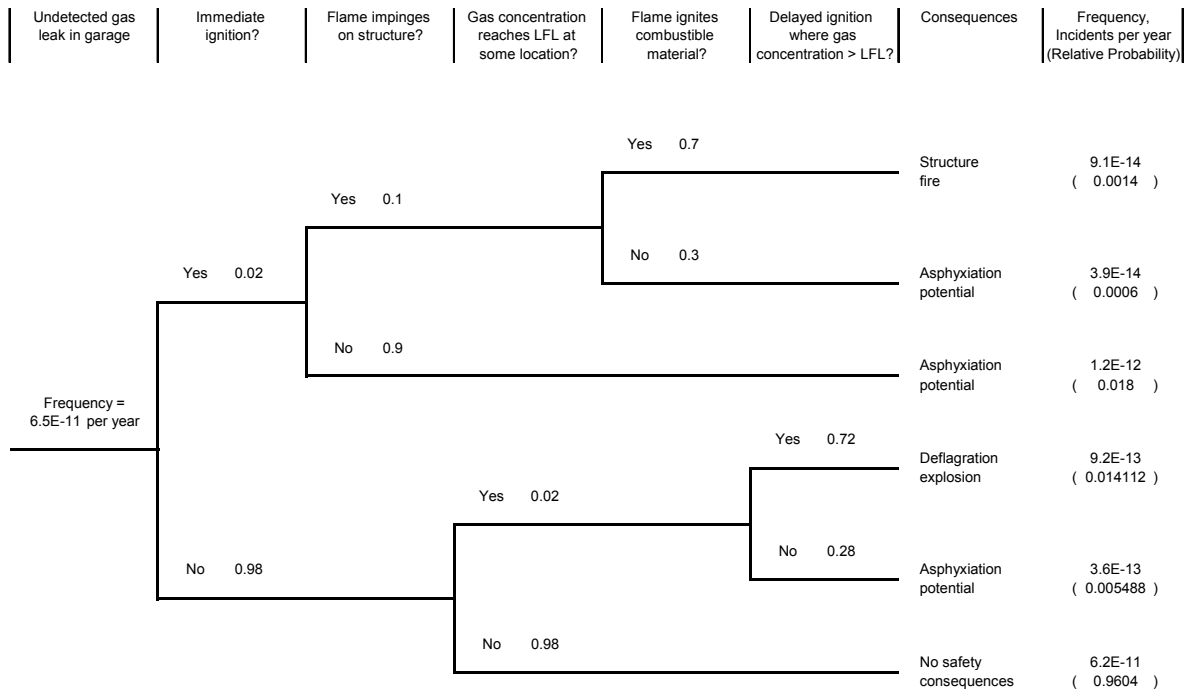 Undetected gas
leak in garage
Immediate
ignition?
Flame impinges
on structure?
Gas concentration
reaches LFL at
some location?
Flame ignites
combustible
material?
Delayed ignition
where gas
concentration > LFL?
Consequences
Frequency,
Incidents per year
(Relative Probability)
Yes 0.7
Structure
fire
9.1E-14
( 0.0014 )
Yes 0.1
No 0.3
Asphyxiation
potential
3.9E-14
( 0.0006 )
Yes 0.02
No 0.9
Asphyxiation
potential
1.2E-12
( 0.018 )
Frequency =
6.5E-11 per year
Yes 0.72
Deflagration
explosion
9.2E-13
( 0.014112 )
Yes 0.02
No 0.28
Asphyxiation
potential
3.6E-13
( 0.005488 )
No 0.98
No 0.98
No safety
consequences
6.2E-11
( 0.9604 )